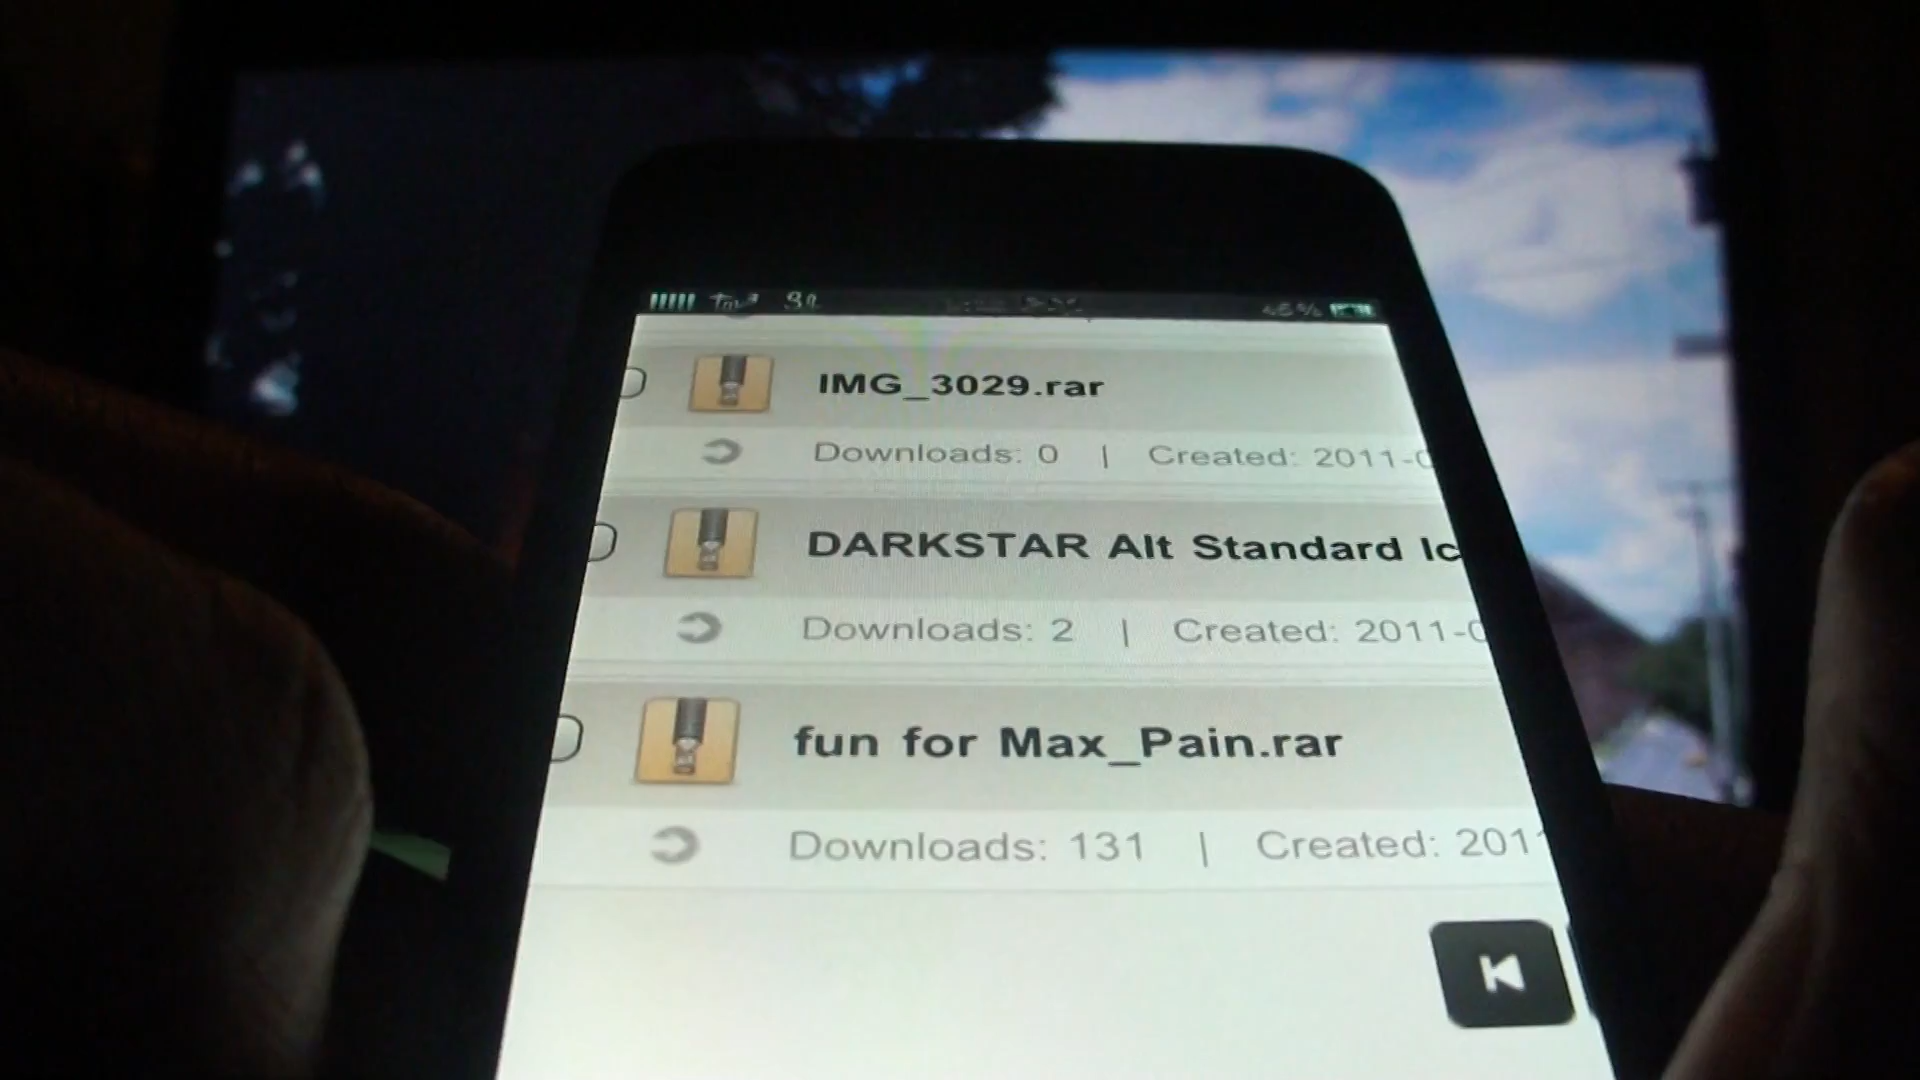 IMG_3029.rar
Downloads: 0 | Created: 2011-0
DARKSTAR Alt Standard Ic
Downloads: 2 | Created: 2011-0
fun for Max_Pain.rar
Downloads: 131 | Created: 2011